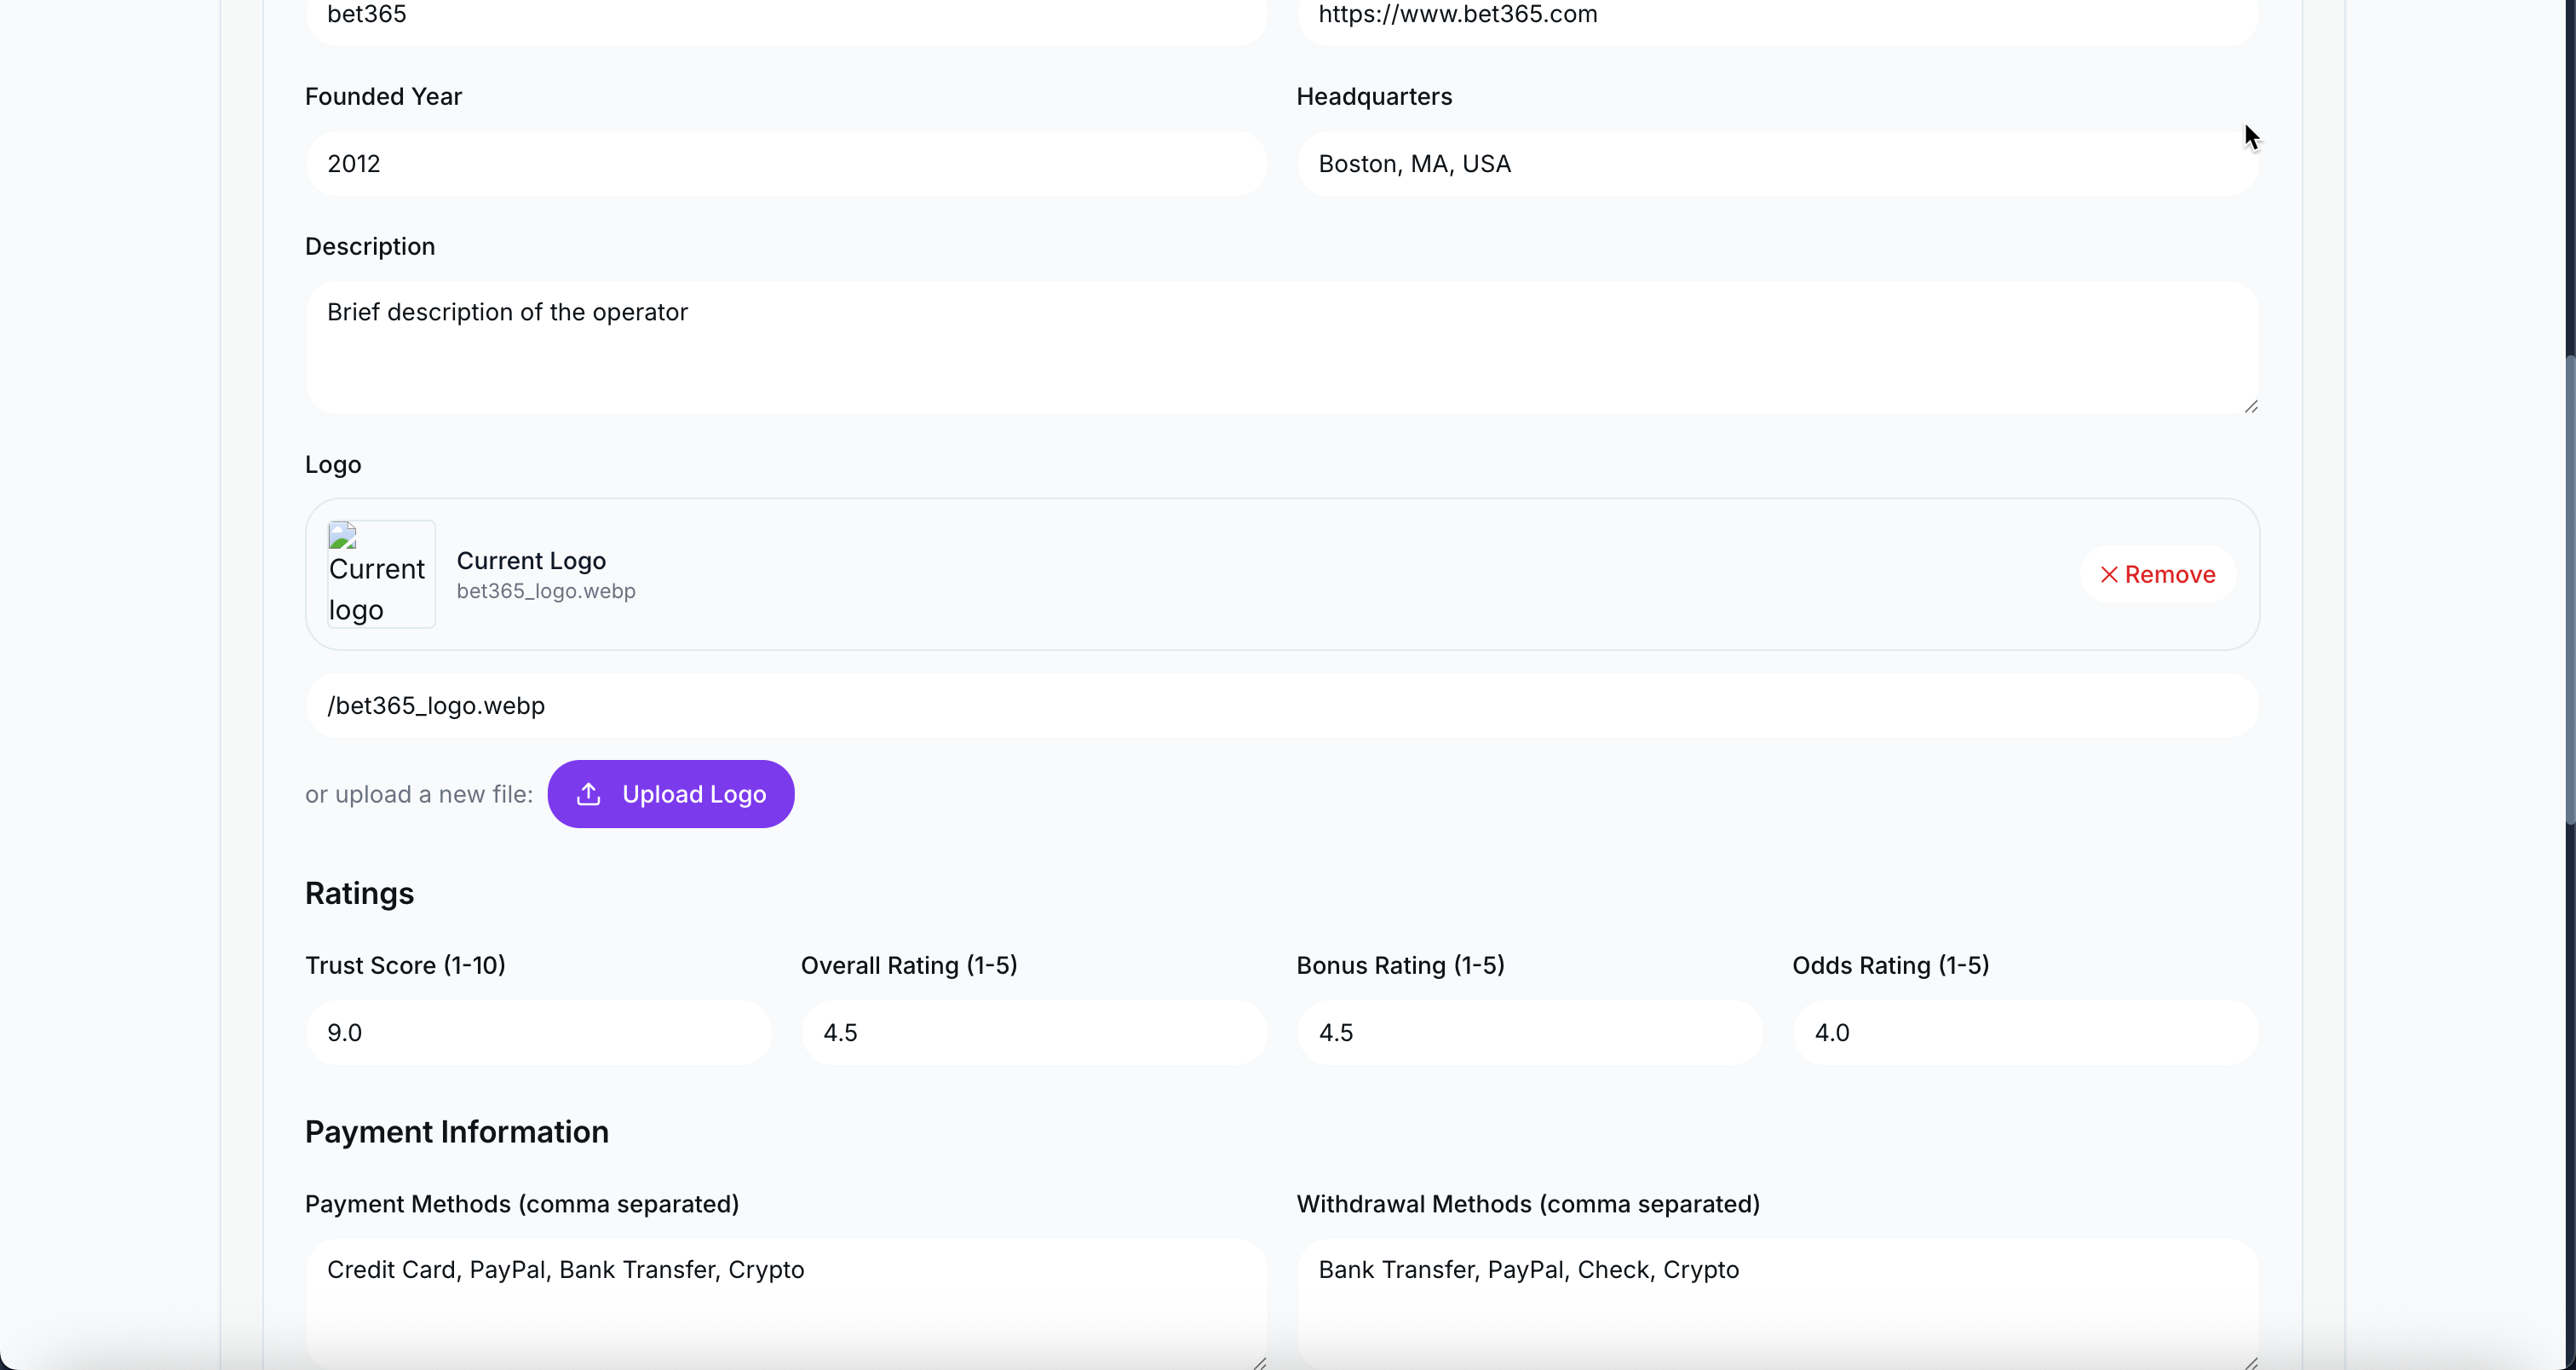 bet365
https://www.bet365.com
Founded Year
Headquarters
2012
Boston, MA, USA
Description
Brief description of the operator
Logo
Current logo
Current Logo
bet365_logo.webp
Remove
/bet365_logo.webp
or upload a new file:
Upload Logo
Ratings
Trust Score (1-10)
Overall Rating (1-5)
Bonus Rating (1-5)
Odds Rating (1-5)
9.0
4.5
4.5
4.0
Payment Information
Payment Methods (comma separated)
Withdrawal Methods (comma separated)
Credit Card, PayPal, Bank Transfer, Crypto
Bank Transfer, PayPal, Check, Crypto